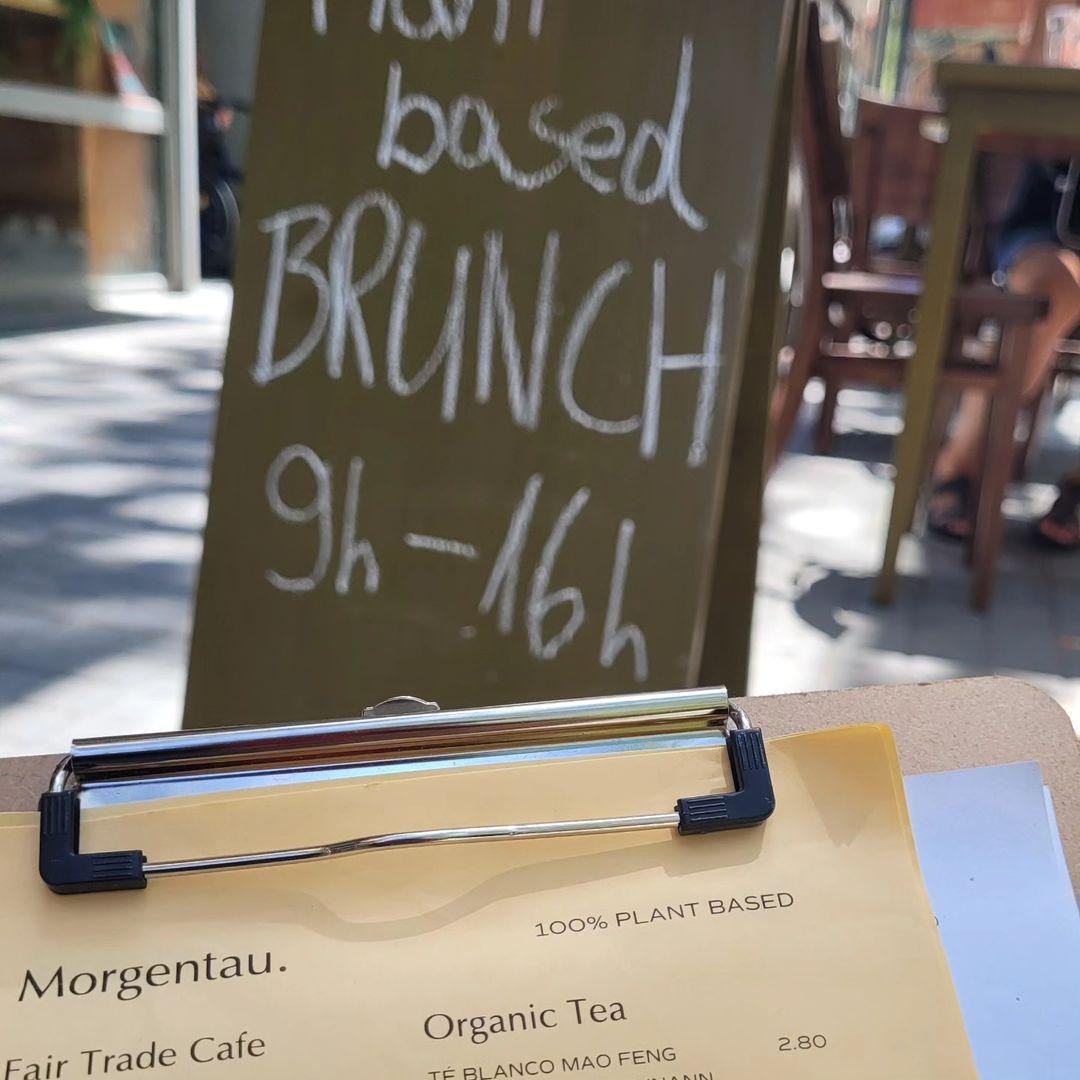 Plant
based
BRUNCH
9h - 16h
100% PLANT BASED
Morgentau.
Organic Tea
Fair Trade Cafe
TÉ BLANCO MAO FENG 2.80